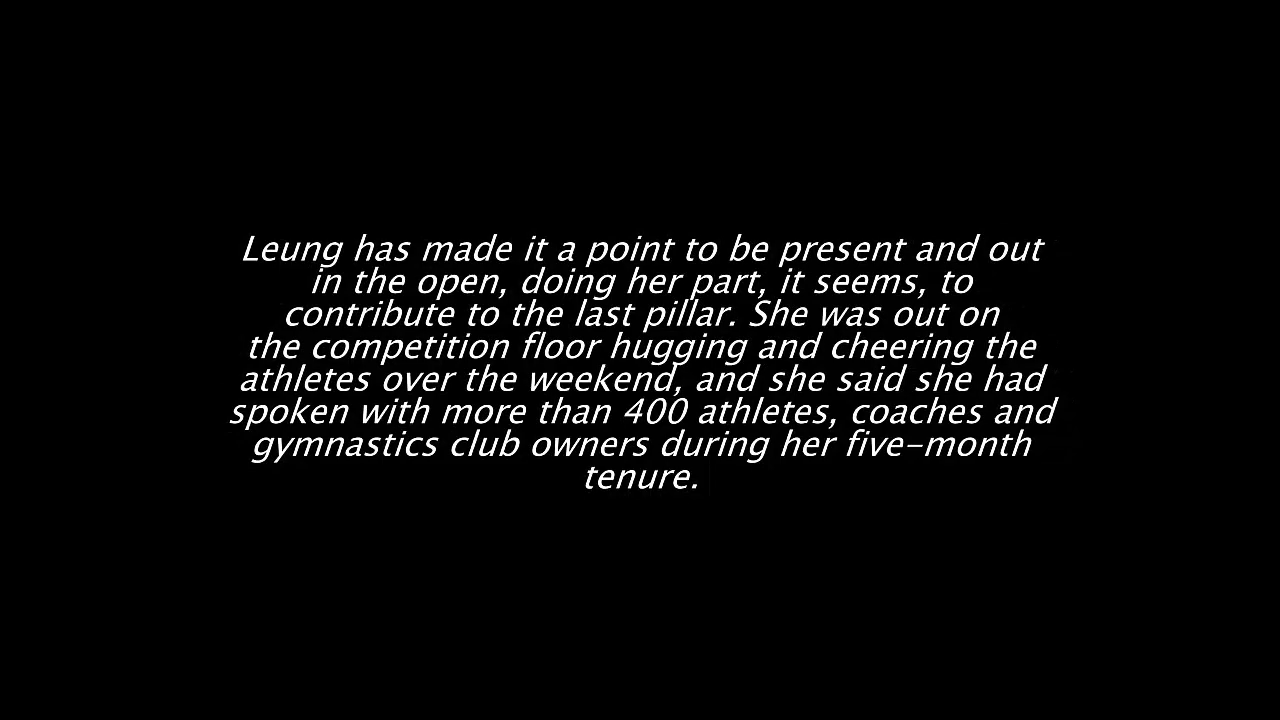 Leung has made it a point to be present and out
in the open, doing her part, it seems, to
contribute to the last pillar. She was out on
the competition floor hugging and cheering the
athletes over the weekend, and she said she had
spoken with more than 400 athletes, coaches and
gymnastics club owners during her five-month
tenure.